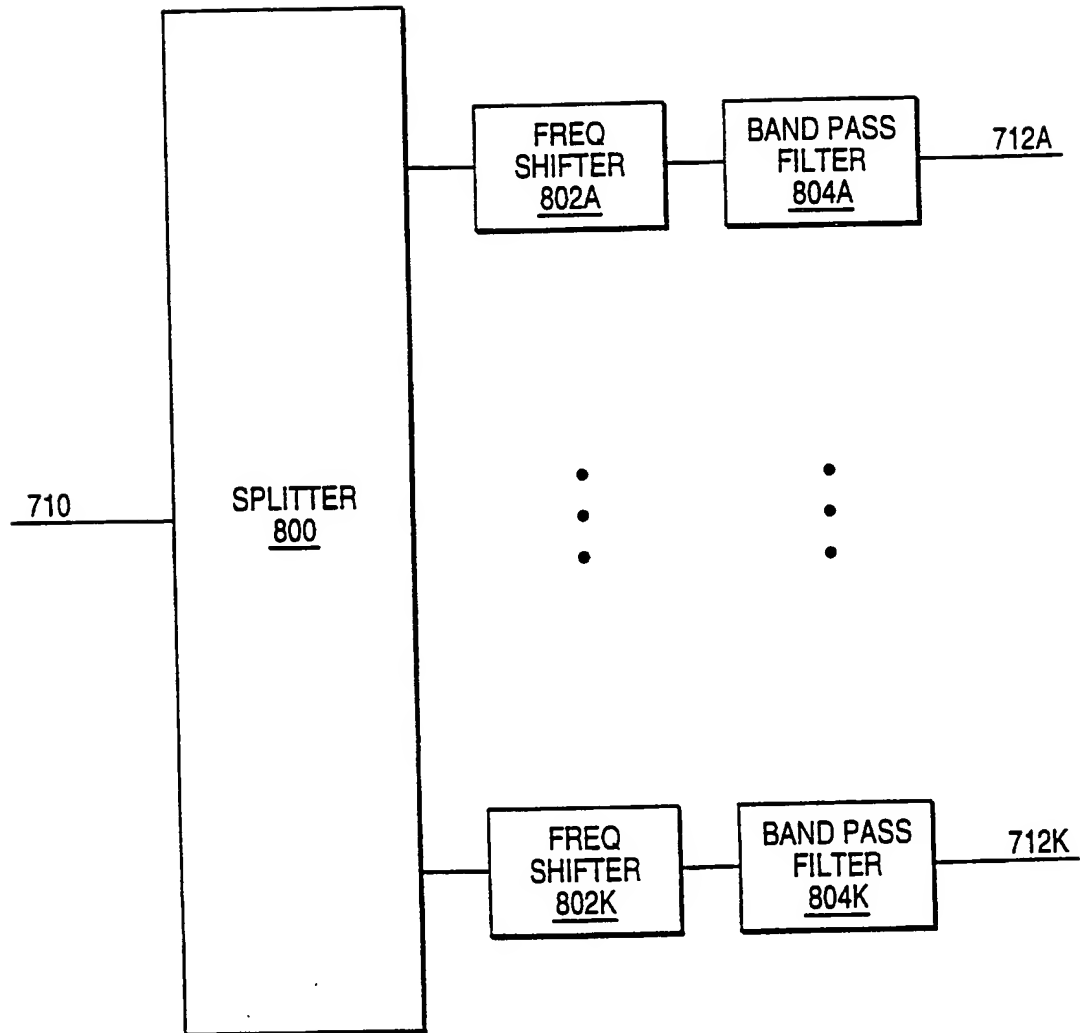 FREQ
SHIFTER
802A
BAND PASS
FILTER
804A
712A
710
SPLITTER
800
FREQ
SHIFTER
802K
BAND PASS
FILTER
804K
712K